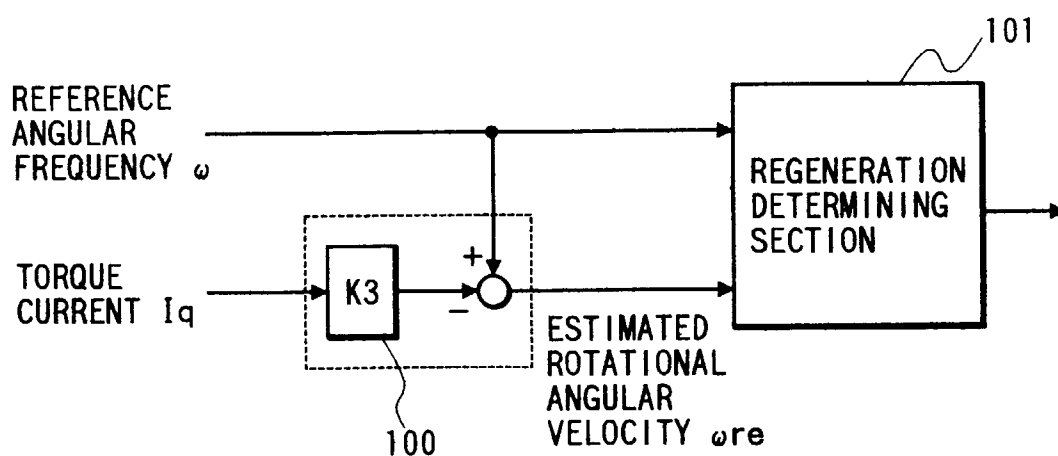 101
REFERENCE
ANGULAR
FREQUENCY ω
REGENERATION
DETERMINING
SECTION
+
K3
−
TORQUE
CURRENT Iq
ESTIMATED
ROTATIONAL
ANGULAR
VELOCITY ωre
100